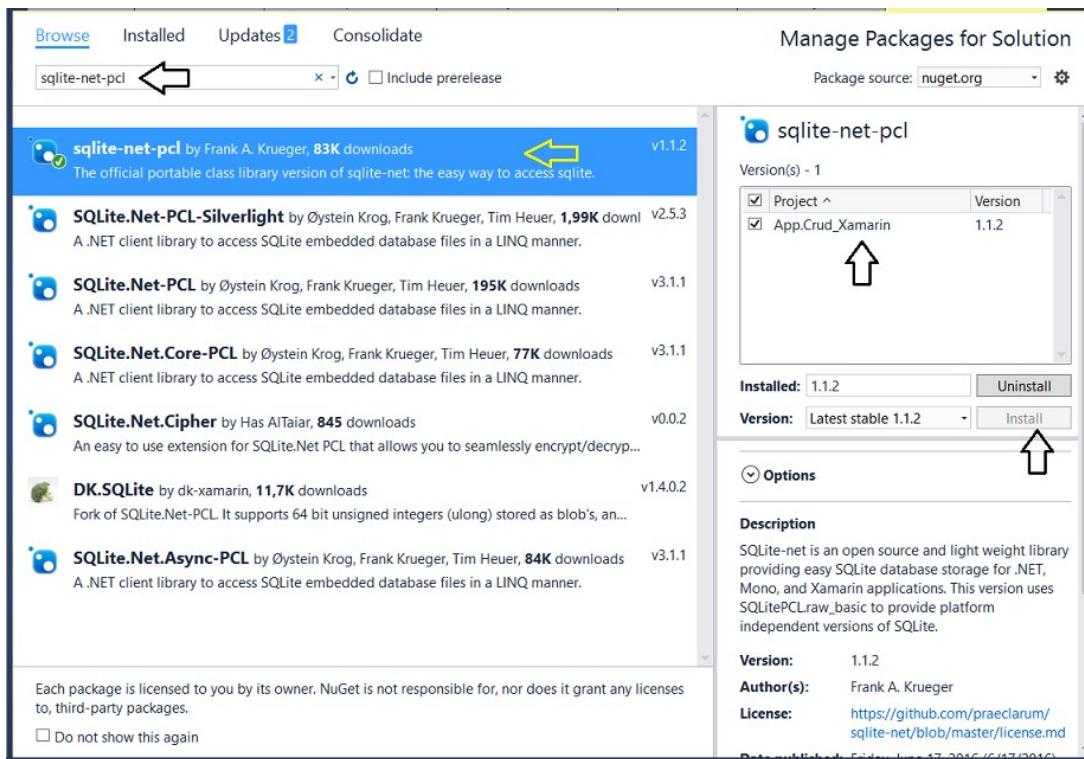 Browse Installed Updates 2 Consolidate
Manage Packages for Solution
sqlite-net-pcl
Include prerelease
Package source: nuget.org
sqlite-net-pcl by Frank A. Krueger, 83K downloads v1.1.2
The official portable class library version of sqlite-net: the easy way to access sqlite.
SQLite.Net-PCL-Silverlight by Øystein Krog, Frank Krueger, Tim Heuer, 1,99K downl v2.5.3
A .NET client library to access SQLite embedded database files in a LINQ manner.
SQLite.Net-PCL by Øystein Krog, Frank Krueger, Tim Heuer, 195K downloads v3.1.1
A .NET client library to access SQLite embedded database files in a LINQ manner.
SQLite.Net.Core-PCL by Øystein Krog, Frank Krueger, Tim Heuer, 77K downloads v3.1.1
A .NET client library to access SQLite embedded database files in a LINQ manner.
SQLite.Net.Cipher by Has AlTaiar, 845 downloads v0.0.2
An easy to use extension for SQLite.Net PCL that allows you to seamlessly encrypt/decryp...
DK.SQLite by dk-xamarin, 11,7K downloads v1.4.0.2
Fork of SQLite.Net-PCL. It supports 64 bit unsigned integers (ulong) stored as blob's, an...
SQLite.Net.Async-PCL by Øystein Krog, Frank Krueger, Tim Heuer, 84K downloads v3.1.1
A .NET client library to access SQLite embedded database files in a LINQ manner.
Each package is licensed to you by its owner. NuGet is not responsible for, nor does it grant any licenses
to, third-party packages.
Do not show this again
sqlite-net-pcl
Version(s) - 1
Project Version
App.Crud_Xamarin 1.1.2
Installed: 1.1.2 Uninstall
Version: Latest stable 1.1.2 Install
Options
Description
SQLite-net is an open source and light weight library
providing easy SQLite database storage for .NET,
Mono, and Xamarin applications. This version uses
SQLitePCL.raw_basic to provide platform
independent versions of SQLite.
Version: 1.1.2
Author(s): Frank A. Krueger
License: https://github.com/praeclarum/
sqlite-net/blob/master/license.md
Date published: Friday, June 17, 2016 (6/17/2016)